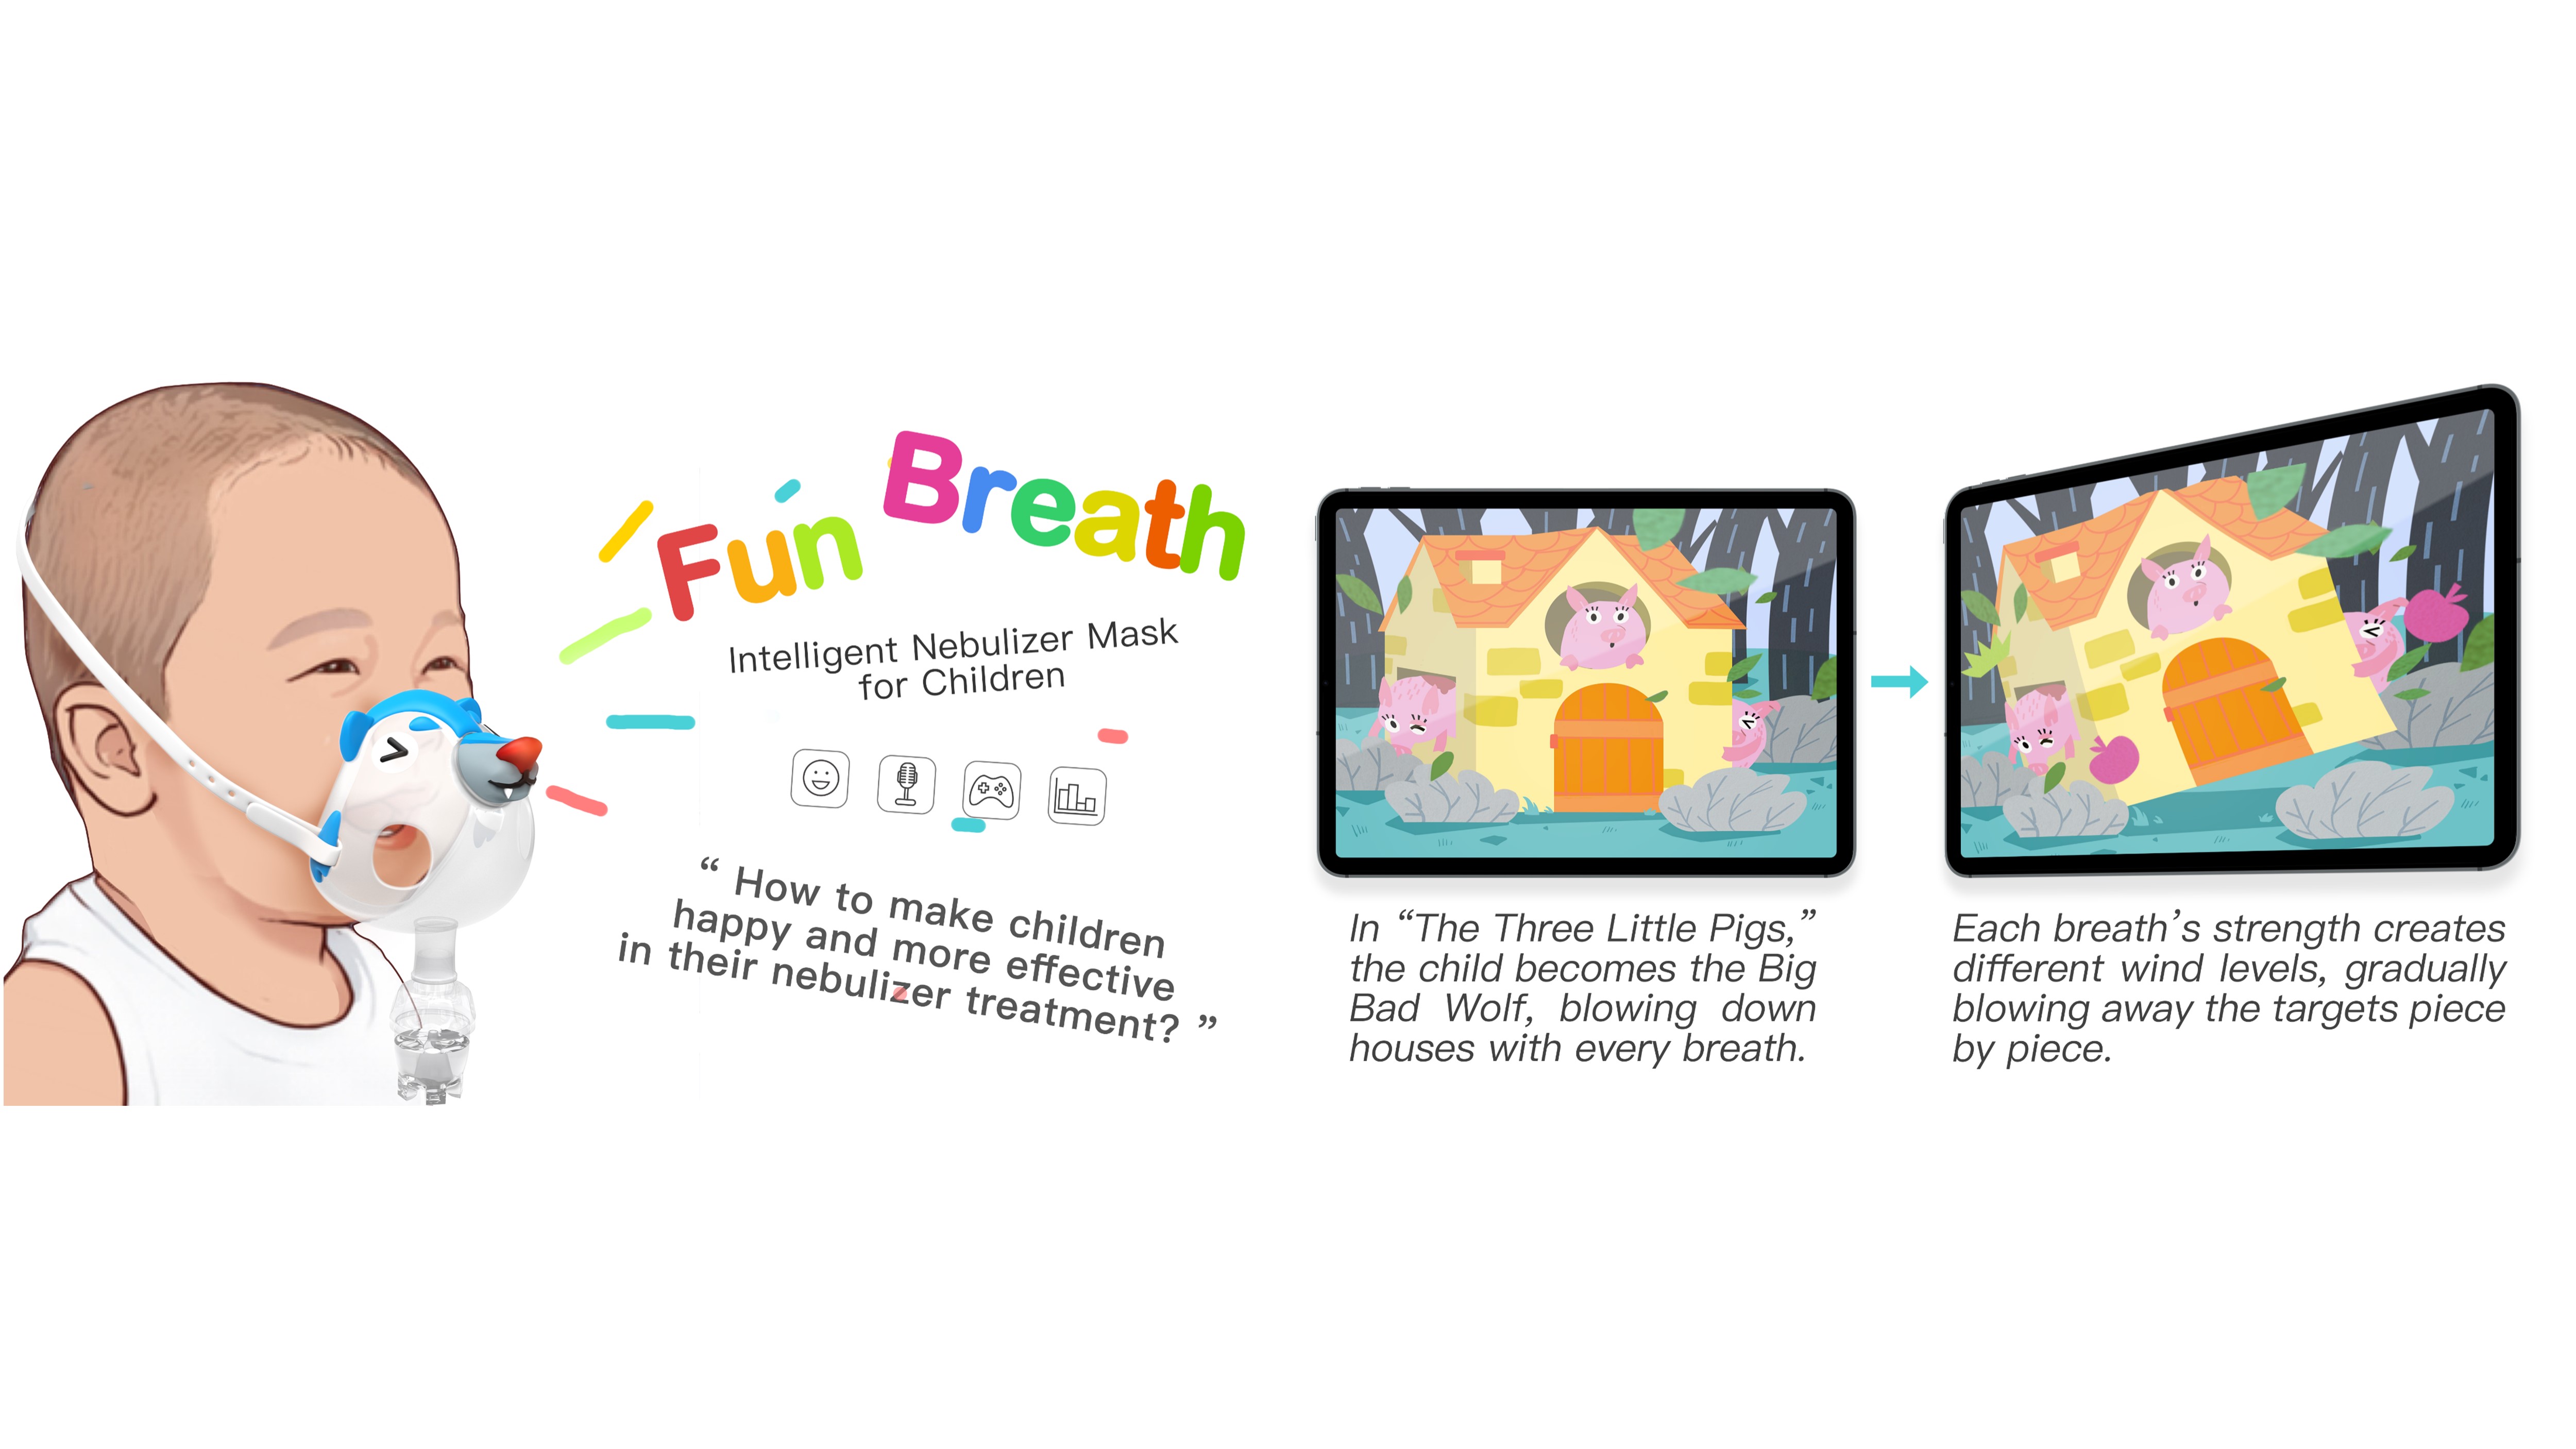 Fun Breath
Intelligent Nebulizer Mask
for Children
“ How to make children
happy and more effective
in their nebulizer treatment? ”
In “The Three Little Pigs,”
the child becomes the Big
Bad Wolf, blowing down
houses with every breath.
Each breath’s strength creates
different wind levels, gradually
blowing away the targets piece
by piece.